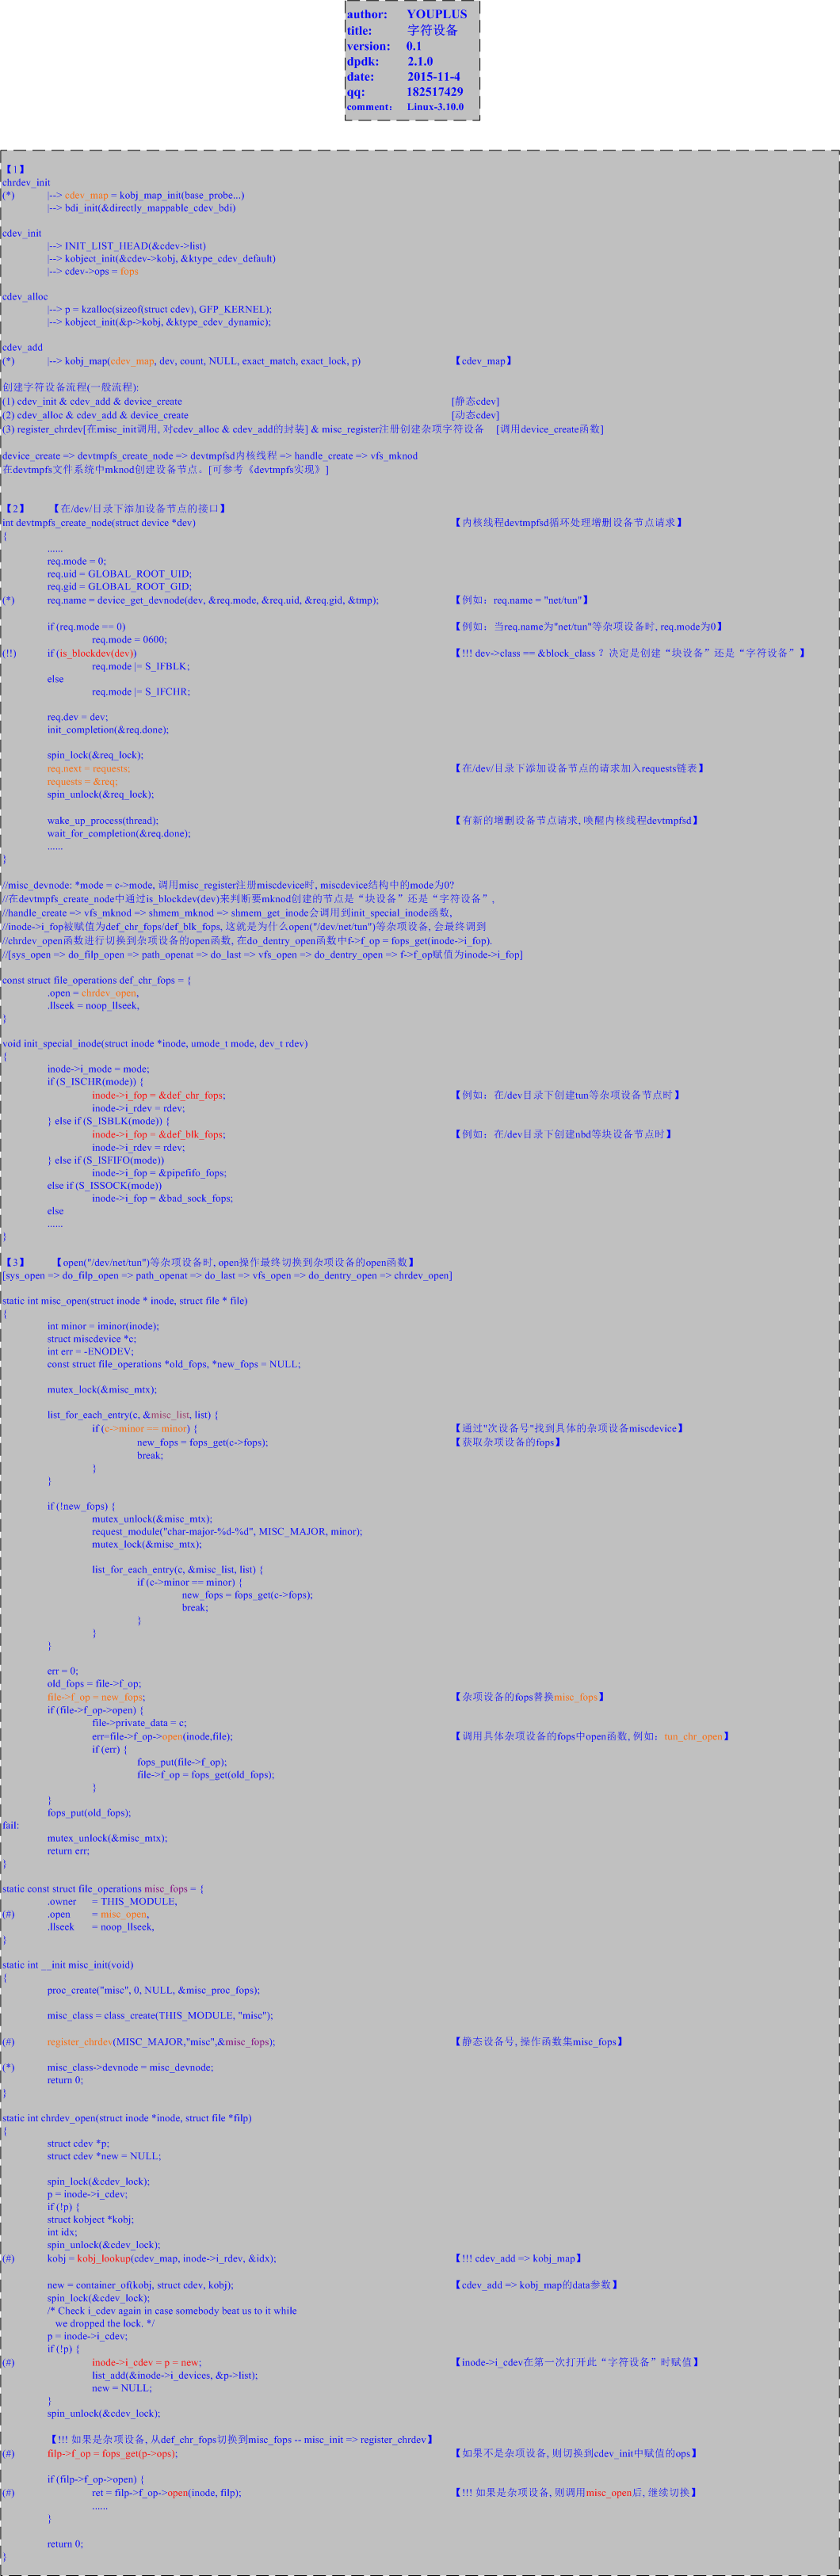 author: YOUPLUS
title: 字符设备
version: 0.1
dpdk: 2.1.0
date: 2015-11-4
qq: 182517429
comment: Linux-3.10.0
【1】
chrdev_init
(*) |--> cdev_map = kobj_map_init(base_probe...)
|--> bdi_init(&directly_mappable_cdev_bdi)
cdev_init
|--> INIT_LIST_HEAD(&cdev->list)
|--> kobject_init(&cdev->kobj, &ktype_cdev_default)
|--> cdev->ops = fops
cdev_alloc
|--> p = kzalloc(sizeof(struct cdev), GFP_KERNEL);
|--> kobject_init(&p->kobj, &ktype_cdev_dynamic);
cdev_add
(*) |--> kobj_map(cdev_map, dev, count, NULL, exact_match, exact_lock, p) 【cdev_map】
创建字符设备流程(一般流程):
(1) cdev_init & cdev_add & device_create [静态cdev]
(2) cdev_alloc & cdev_add & device_create [动态cdev]
(3) register_chrdev[在misc_init调用, 对cdev_alloc & cdev_add的封装] & misc_register注册创建杂项字符设备 [调用device_create函数]
device_create => devtmpfs_create_node => devtmpfsd内核线程 => handle_create => vfs_mknod
在devtmpfs文件系统中mknod创建设备节点。[可参考《devtmpfs实现》]
【2】 【在/dev/目录下添加设备节点的接口】
int devtmpfs_create_node(struct device *dev) 【内核线程devtmpfsd循环处理增删设备节点请求】
{
......
req.mode = 0;
req.uid = GLOBAL_ROOT_UID;
req.gid = GLOBAL_ROOT_GID;
(*) req.name = device_get_devnode(dev, &req.mode, &req.uid, &req.gid, &tmp); 【例如：req.name = "net/tun"】
if (req.mode == 0) 【例如：当req.name为"net/tun"等杂项设备时, req.mode为0】
req.mode = 0600;
(!!) if (is_blockdev(dev)) 【!!! dev->class == &block_class？决定是创建“块设备”还是“字符设备”】
req.mode |= S_IFBLK;
else
req.mode |= S_IFCHR;
req.dev = dev;
init_completion(&req.done);
spin_lock(&req_lock);
req.next = requests; 【在/dev/目录下添加设备节点的请求加入requests链表】
requests = &req;
spin_unlock(&req_lock);
wake_up_process(thread); 【有新的增删设备节点请求, 唤醒内核线程devtmpfsd】
wait_for_completion(&req.done);
......
}
//misc_devnode: *mode = c->mode, 调用misc_register注册miscdevice时, miscdevice结构中的mode为0?
//在devtmpfs_create_node中通过is_blockdev(dev)来判断要mknod创建的节点是“块设备”还是“字符设备”,
//handle_create => vfs_mknod => shmem_mknod => shmem_get_inode会调用到init_special_inode函数,
//inode->i_fop被赋值为def_chr_fops/def_blk_fops, 这就是为什么open("/dev/net/tun")等杂项设备, 会最终调到
//chrdev_open函数进行切换到杂项设备的open函数, 在do_dentry_open函数中f->f_op = fops_get(inode->i_fop).
//[sys_open => do_filp_open => path_openat => do_last => vfs_open => do_dentry_open => f->f_op赋值为inode->i_fop]
const struct file_operations def_chr_fops = {
.open = chrdev_open,
.llseek = noop_llseek,
}
void init_special_inode(struct inode *inode, umode_t mode, dev_t rdev)
{
inode->i_mode = mode;
if (S_ISCHR(mode)) {
inode->i_fop = &def_chr_fops; 【例如：在/dev目录下创建tun等杂项设备节点时】
inode->i_rdev = rdev;
} else if (S_ISBLK(mode)) {
inode->i_fop = &def_blk_fops; 【例如：在/dev目录下创建nbd等块设备节点时】
inode->i_rdev = rdev;
} else if (S_ISFIFO(mode))
inode->i_fop = &pipefifo_fops;
else if (S_ISSOCK(mode))
inode->i_fop = &bad_sock_fops;
else
......
}
【3】 【open("/dev/net/tun")等杂项设备时, open操作最终切换到杂项设备的open函数】
[sys_open => do_filp_open => path_openat => do_last => vfs_open => do_dentry_open => chrdev_open]
static int misc_open(struct inode * inode, struct file * file)
{
int minor = iminor(inode);
struct miscdevice *c;
int err = -ENODEV;
const struct file_operations *old_fops, *new_fops = NULL;
mutex_lock(&misc_mtx);
list_for_each_entry(c, &misc_list, list) {
if (c->minor == minor) { 【通过"次设备号"找到具体的杂项设备miscdevice】
new_fops = fops_get(c->fops); 【获取杂项设备的fops】
break;
}
}
if (!new_fops) {
mutex_unlock(&misc_mtx);
request_module("char-major-%d-%d", MISC_MAJOR, minor);
mutex_lock(&misc_mtx);
list_for_each_entry(c, &misc_list, list) {
if (c->minor == minor) {
new_fops = fops_get(c->fops);
break;
}
}
}
err = 0;
old_fops = file->f_op;
file->f_op = new_fops; 【杂项设备的fops替换misc_fops】
if (file->f_op->open) {
file->private_data = c;
err=file->f_op->open(inode,file); 【调用具体杂项设备的fops中open函数, 例如：tun_chr_open】
if (err) {
fops_put(file->f_op);
file->f_op = fops_get(old_fops);
}
}
fops_put(old_fops);
fail:
mutex_unlock(&misc_mtx);
return err;
}
static const struct file_operations misc_fops = {
.owner = THIS_MODULE,
(#) .open = misc_open,
.llseek = noop_llseek,
}
static int __init misc_init(void)
{
proc_create("misc", 0, NULL, &misc_proc_fops);
misc_class = class_create(THIS_MODULE, "misc");
(#) register_chrdev(MISC_MAJOR,"misc",&misc_fops); 【静态设备号, 操作函数集misc_fops】
(*) misc_class->devnode = misc_devnode;
return 0;
}
static int chrdev_open(struct inode *inode, struct file *filp)
{
struct cdev *p;
struct cdev *new = NULL;
spin_lock(&cdev_lock);
p = inode->i_cdev;
if (!p) {
struct kobject *kobj;
int idx;
spin_unlock(&cdev_lock);
(#) kobj = kobj_lookup(cdev_map, inode->i_rdev, &idx); 【!!! cdev_add => kobj_map】
new = container_of(kobj, struct cdev, kobj); 【cdev_add => kobj_map的data参数】
spin_lock(&cdev_lock);
/* Check i_cdev again in case somebody beat us to it while
we dropped the lock. */
p = inode->i_cdev;
if (!p) {
(#) inode->i_cdev = p = new; 【inode->i_cdev在第一次打开此“字符设备”时赋值】
list_add(&inode->i_devices, &p->list);
new = NULL;
}
spin_unlock(&cdev_lock);
【!!! 如果是杂项设备, 从def_chr_fops切换到misc_fops -- misc_init => register_chrdev】
(#) filp->f_op = fops_get(p->ops); 【如果不是杂项设备, 则切换到cdev_init中赋值的ops】
if (filp->f_op->open) {
(#) ret = filp->f_op->open(inode, filp); 【!!! 如果是杂项设备, 则调用misc_open后, 继续切换】
......
}
return 0;
}